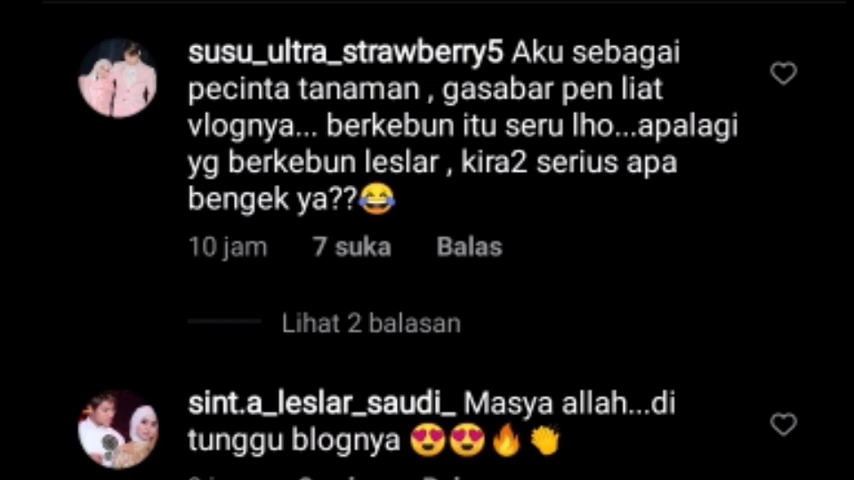 susu_ultra_strawberry5 Aku sebagai
pecinta tanaman , gasabar pen liat
vlognya... berkebun itu seru lho...apalagi
yg berkebun leslar , kira2 serius apa
bengek ya??😂
10 jam 7 suka Balas
Lihat 2 balasan
sint.a_leslar_saudi_ Masya allah...di
tunggu blognya 😍😍🔥👏